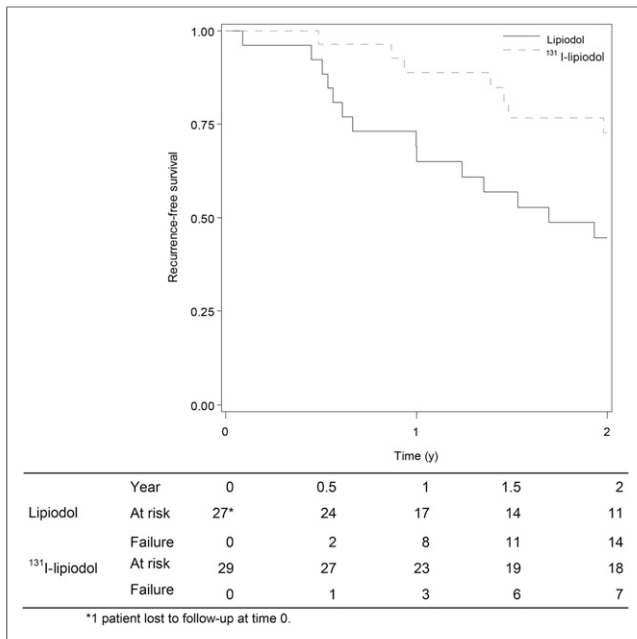 1.00
Lipiodol
¹³¹ I-lipiodol
0.75
Recurrence-free survival
0.50
0.25
0.00
0 1 2
Time (y)
Year 0 0.5 1 1.5 2
Lipiodol At risk 27* 24 17 14 11
Failure 0 2 8 11 14
¹³¹I-lipiodol At risk 29 27 23 19 18
Failure 0 1 3 6 7
*1 patient lost to follow-up at time 0.